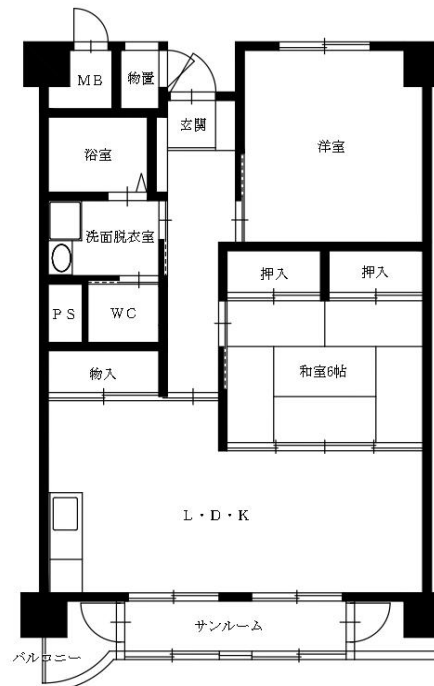 MB
物置
玄関
浴室
洋室
洗面脱衣室
押入
押入
PS
WC
物入
和室6帖
L・D・K
サンルーム
バルコニー